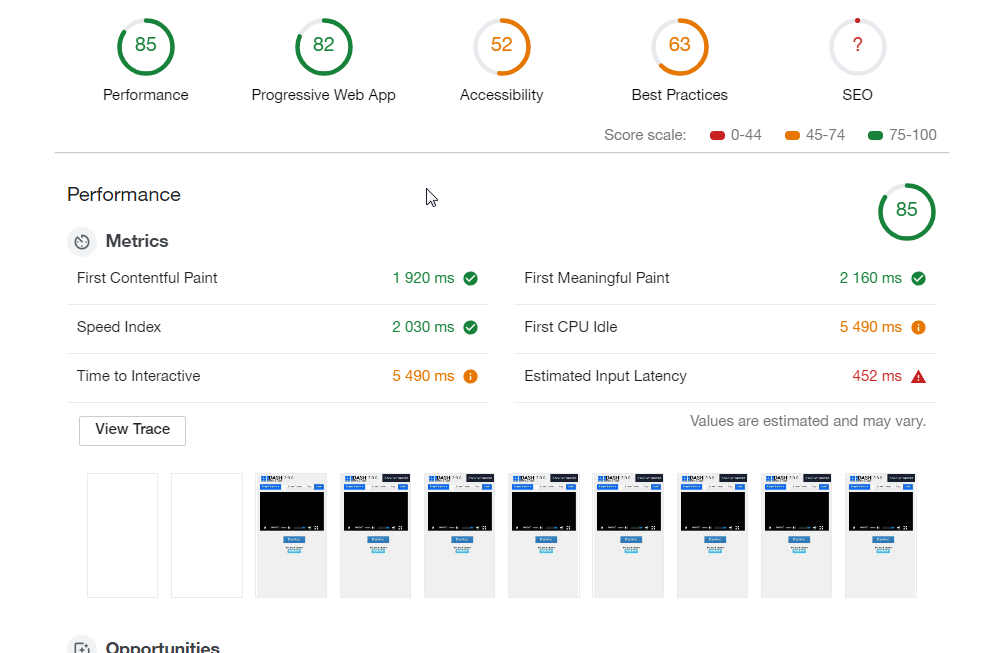 85 82 52 63 ?
Performance Progressive Web App Accessibility Best Practices SEO
Score scale: 0-44 45-74 75-100
Performance
85
Metrics
First Contentful Paint 1 920 ms First Meaningful Paint 2 160 ms
Speed Index 2 030 ms First CPU Idle 5 490 ms
Time to Interactive 5 490 ms Estimated Input Latency 452 ms
View Trace Values are estimated and may vary.
Opportunities